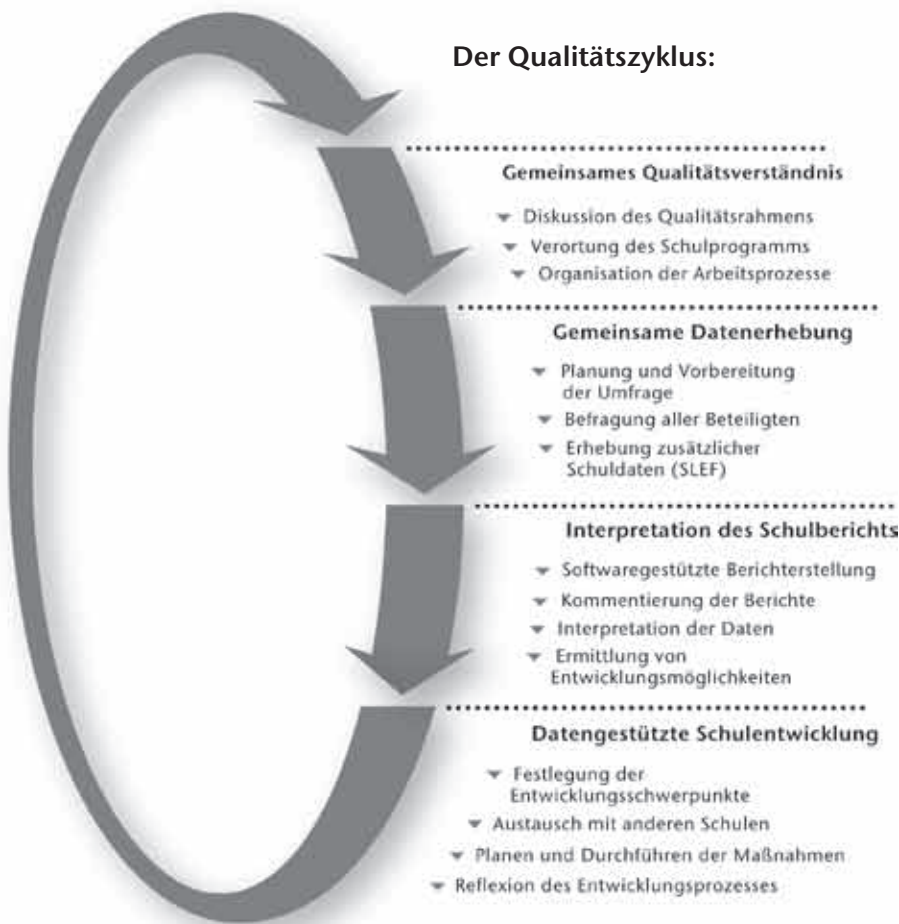 Der Qualitätszyklus:
Gemeinsames Qualitätsverständnis
Diskussion des Qualitätsrahmens
Verortung des Schulprogramms
Organisation der Arbeitsprozesse
Gemeinsame Datenerhebung
Planung und Vorbereitung
der Umfrage
Befragung aller Beteiligten
Erhebung zusätzlicher
Schuldaten (SLEF)
Interpretation des Schulberichts
Softwaregestützte Berichterstellung
Kommentierung der Berichte
Interpretation der Daten
Ermittlung von
Entwicklungsmöglichkeiten
Datengestützte Schulentwicklung
Festlegung der
Entwicklungsschwerpunkte
Austausch mit anderen Schulen
Planen und Durchführen der Maßnahmen
Reflexion des Entwicklungsprozesses